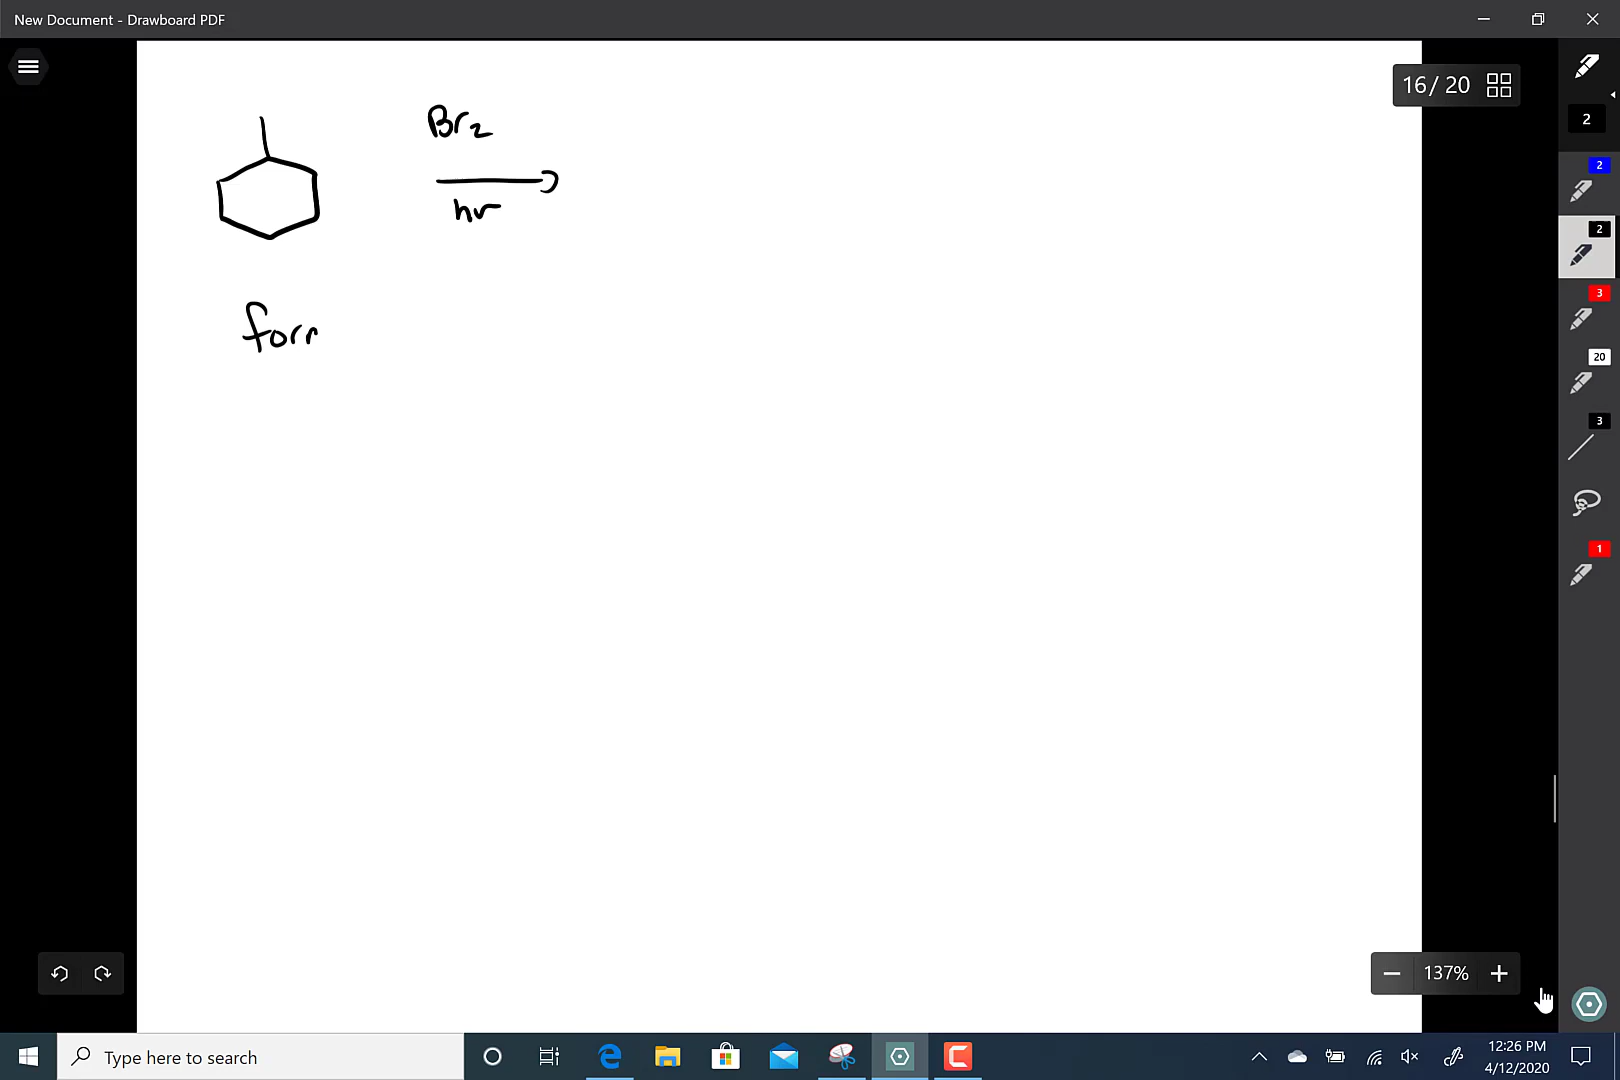 New Document - Drawboard PDF
16 / 20
2
2
2
3
20
3
1
Br2
hν
forr
137%
Type here to search
12:26 PM
4/12/2020